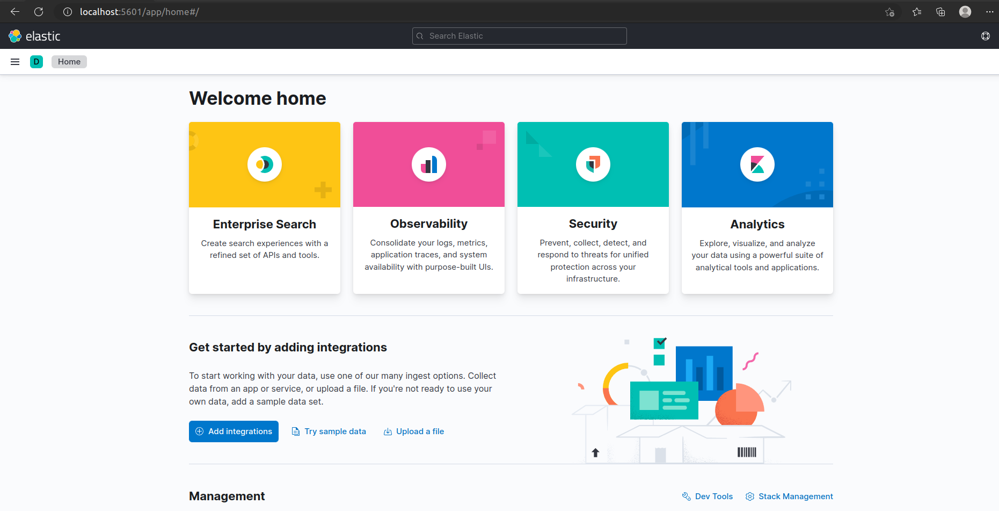 localhost:5601/app/home#/
elastic
Search Elastic
D
Home
Welcome home
Enterprise Search
Create search experiences with a
refined set of APIs and tools.
Observability
Consolidate your logs, metrics,
application traces, and system
availability with purpose-built UIs.
Security
Prevent, collect, detect, and
respond to threats for unified
protection across your
infrastructure.
Analytics
Explore, visualize, and analyze
your data using a powerful suite of
analytical tools and applications.
Get started by adding integrations
To start working with your data, use one of our many ingest options. Collect
data from an app or service, or upload a file. If you're not ready to use your
own data, add a sample data set.
Add integrations
Try sample data
Upload a file
Management
Dev Tools
Stack Management